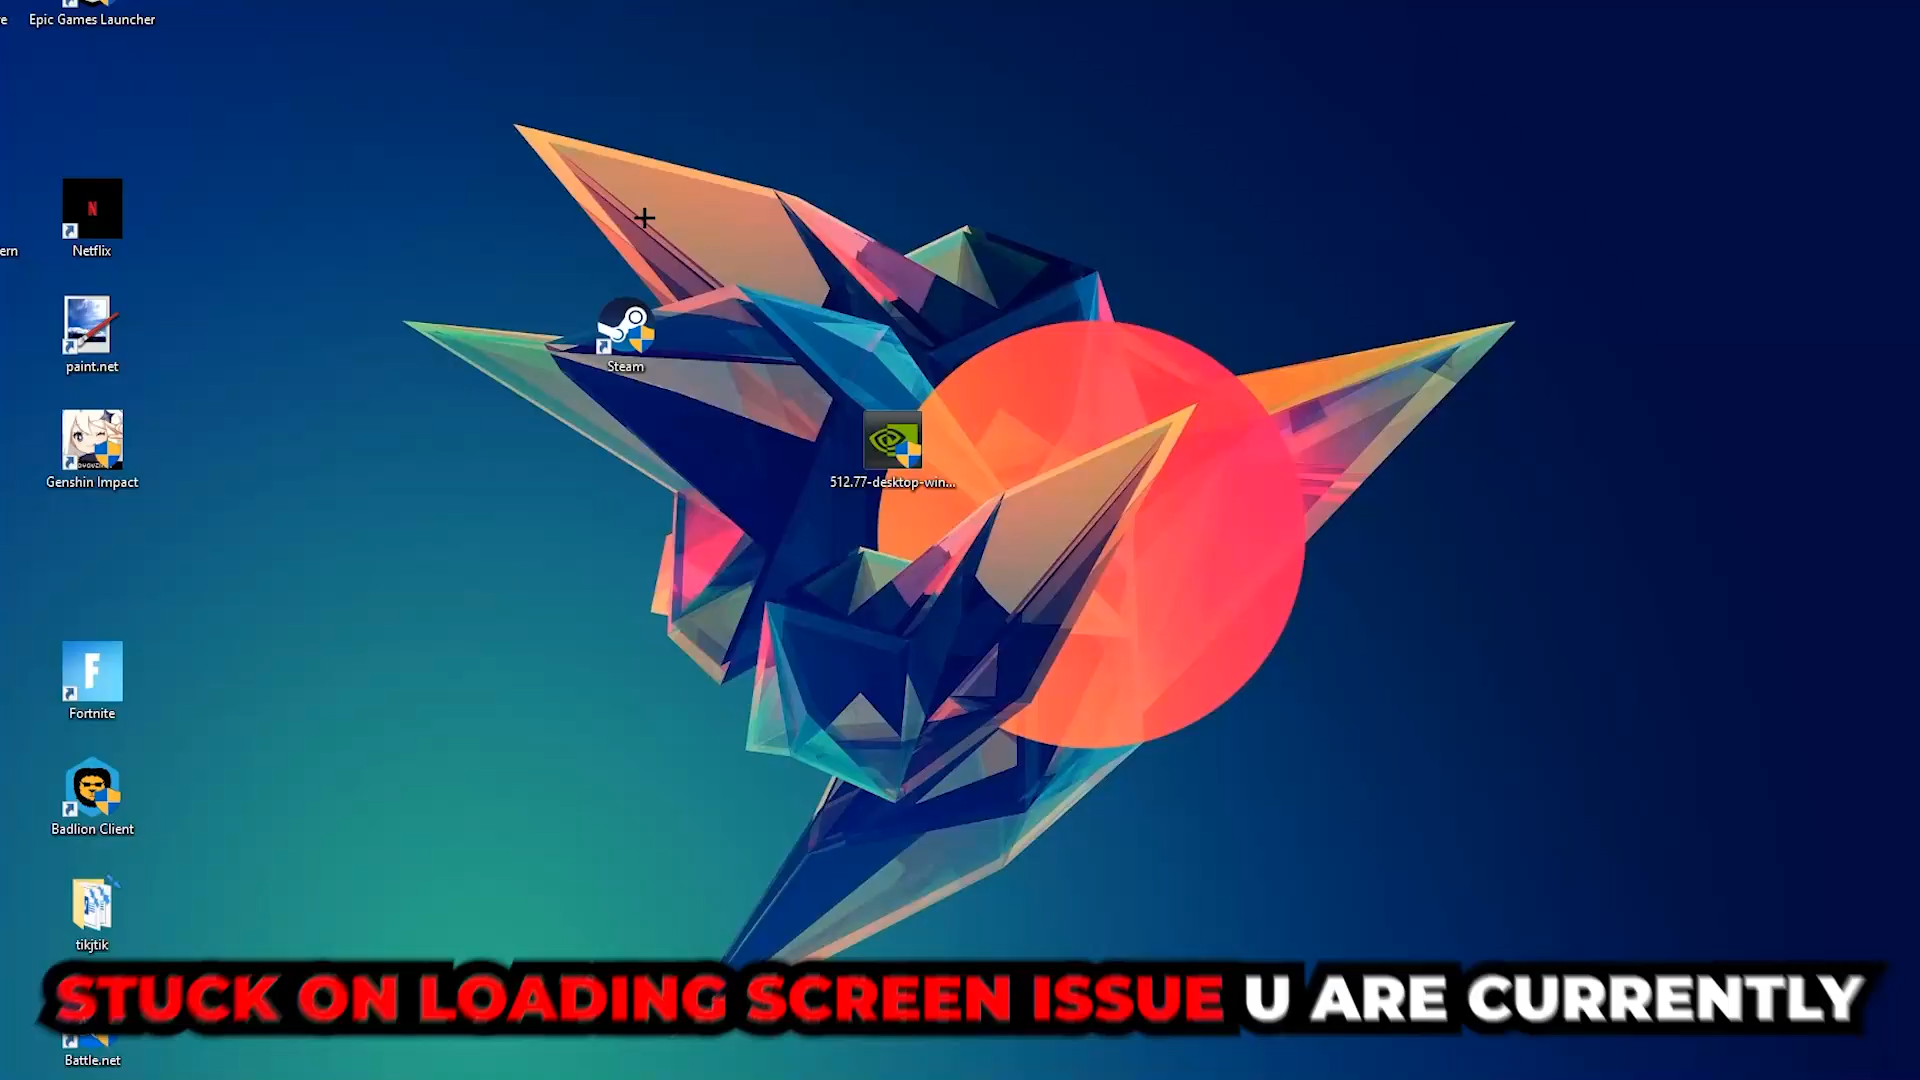 Epic Games Launcher
Netflix
ern
paint.net
Steam
Genshin Impact
512.77-desktop-win...
F
Fortnite
Badlion Client
tikjtik
STUCK ON LOADING SCREEN ISSUE U ARE CURRENTLY
Battle.net